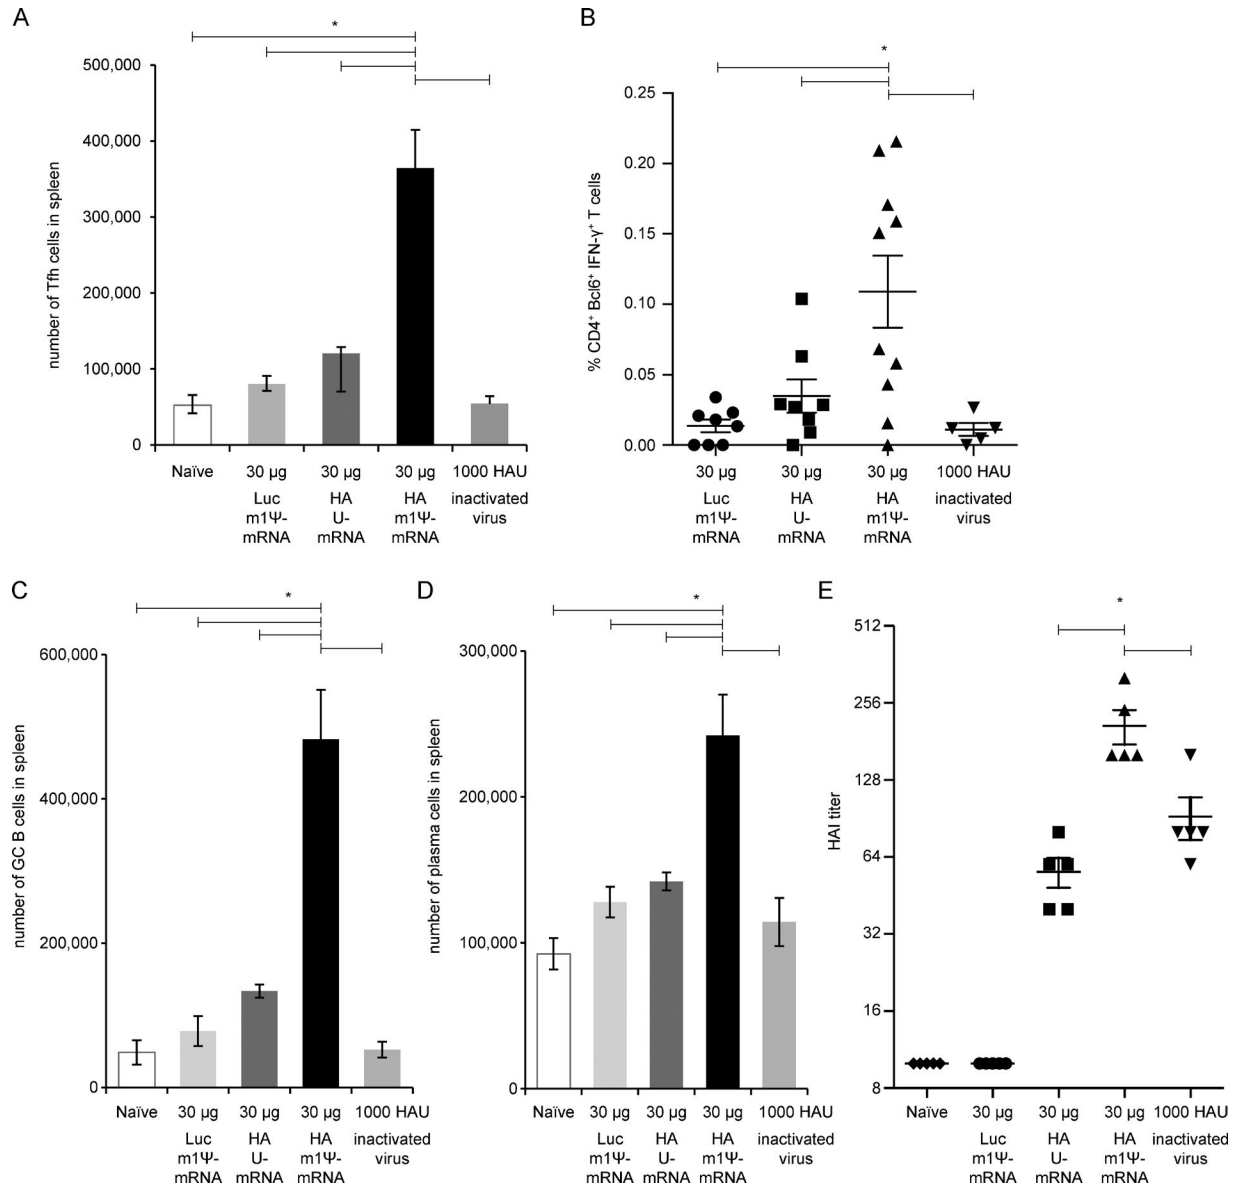 A
*
500,000
400,000
300,000
200,000
100,000
0
number of Tfh cells in spleen
Naïve 30 µg 30 µg 30 µg 1000 HAU
Luc HA HA inactivated
m1Ψ- U- m1Ψ- virus
mRNA mRNA mRNA
B
*
0.25
0.20
0.15
0.10
0.05
0.00
% CD4⁺ Bcl6⁺ IFN-γ⁺ T cells
30 µg 30 µg 30 µg 1000 HAU
Luc HA HA inactivated
m1Ψ- U- m1Ψ- virus
mRNA mRNA mRNA
C
*
600,000
400,000
200,000
0
number of GC B cells in spleen
Naïve 30 µg 30 µg 30 µg 1000 HAU
Luc HA HA inactivated
m1Ψ- U- m1Ψ- virus
mRNA mRNA mRNA
D
*
300,000
200,000
100,000
0
number of plasma cells in spleen
Naïve 30 µg 30 µg 30 µg 1000 HAU
Luc HA HA inactivated
m1Ψ- U- m1Ψ- virus
mRNA mRNA mRNA
E
*
512
256
128
64
32
16
8
HAI titer
Naïve 30 µg 30 µg 30 µg 1000 HAU
Luc HA HA inactivated
m1Ψ- U- m1Ψ- virus
mRNA mRNA mRNA